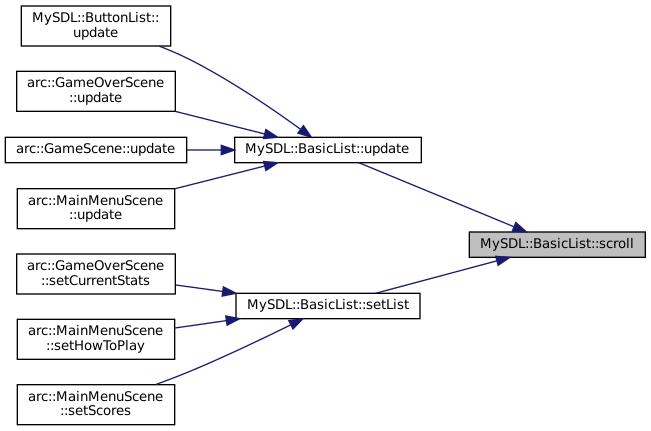 MySDL::ButtonList::
update
arc::GameOverScene
::update
arc::GameScene::update
arc::MainMenuScene
::update
MySDL::BasicList::update
MySDL::BasicList::scroll
arc::GameOverScene
::setCurrentStats
MySDL::BasicList::setList
arc::MainMenuScene
::setHowToPlay
arc::MainMenuScene
::setScores